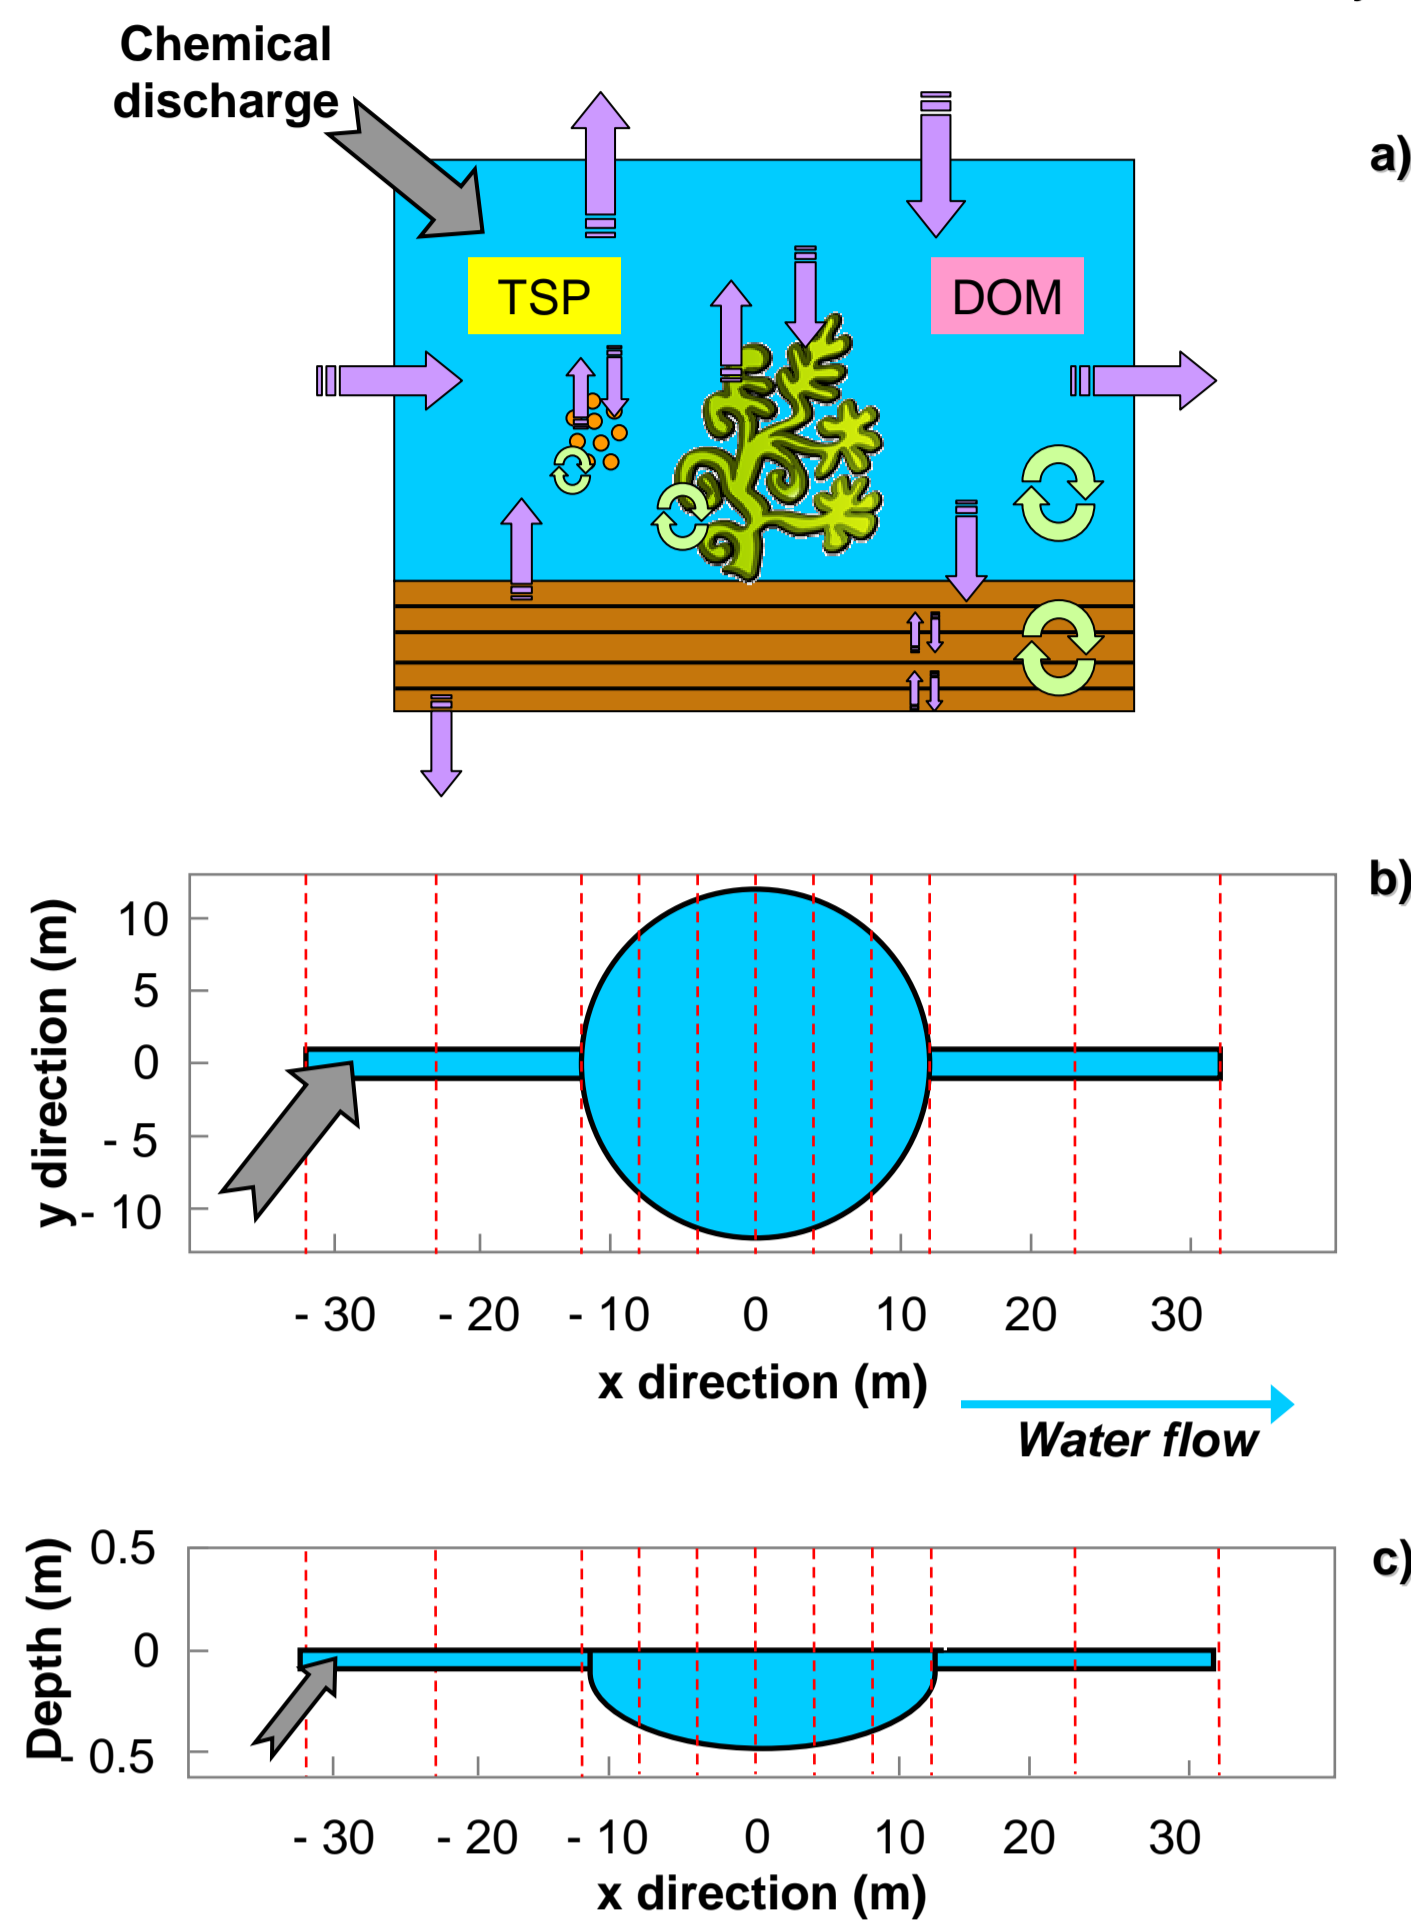 Chemical
discharge
a)
TSP
DOM
b)
y direction (m)
10
5
0
- 5
- 10
- 30 - 20 - 10 0 10 20 30
x direction (m)
Water flow
c)
Depth (m)
0.5
0
- 0.5
- 30 - 20 - 10 0 10 20 30
x direction (m)